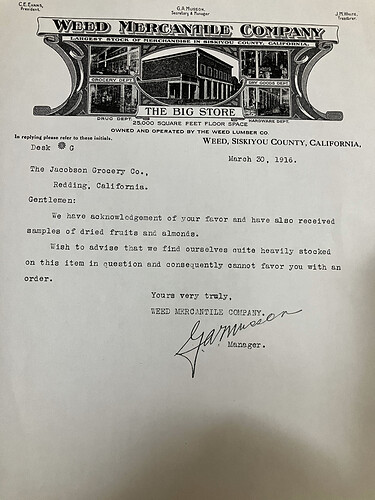 C.E. Evans,
President.
G.A. Musson,
Secretary & Manager
J.M. White,
Treasurer.
Weed Mercantile Company
Largest Stock of Merchandise in Siskiyou County, California.
Grocery Dept.
Dry Goods Dept.
Drug Dept.
The Big Store
Hardware Dept.
25,000 Square Feet Floor Space
Owned and Operated by the Weed Lumber Co.
In replying please refer to these initials.
Weed, Siskiyou County, California,
Desk G
March 30, 1916.
The Jacobson Grocery Co.,
Redding, California.
Gentlemen:
We have acknowledgement of your favor and have also received
samples of dried fruits and almonds.
Wish to advise that we find ourselves quite heavily stocked
on this item in question and consequently cannot favor you with an
order.
Yours very truly,
WEED MERCANTILE COMPANY.
G.A. Musson
Manager.